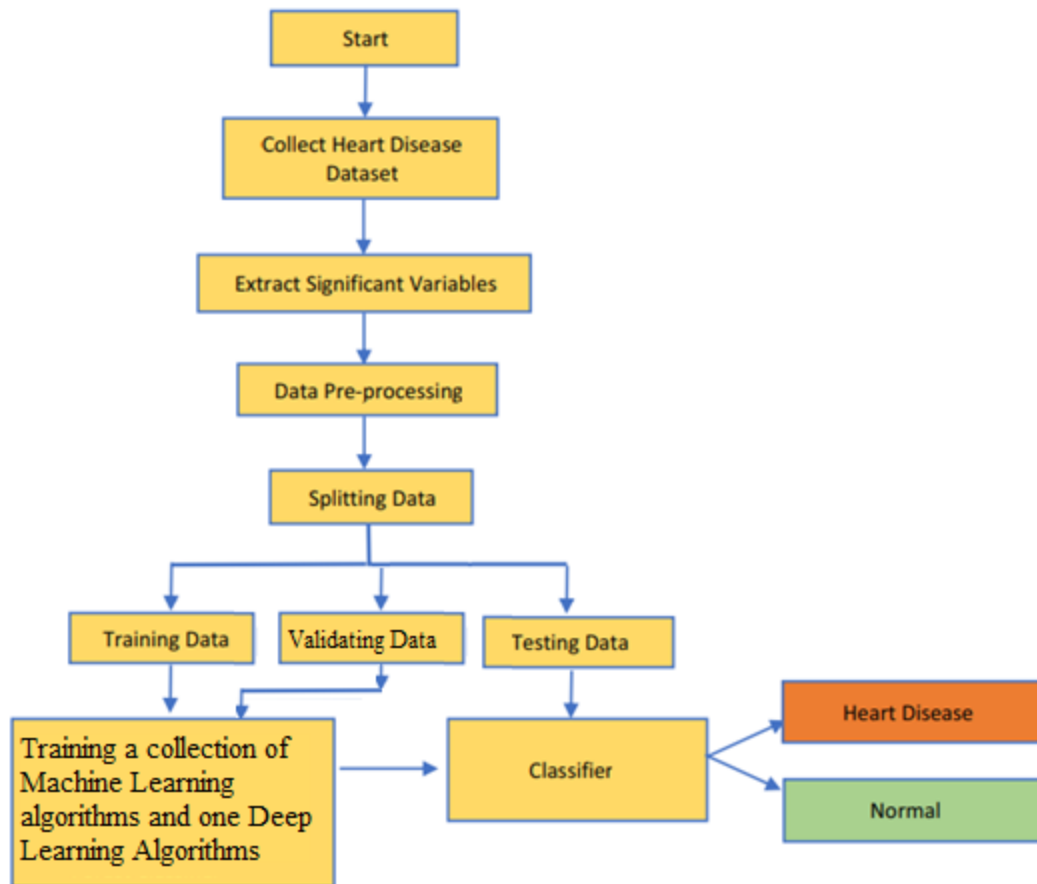 Start
Collect Heart Disease
Dataset
Extract Significant Variables
Data Pre-processing
Splitting Data
Training Data
Validating Data
Testing Data
Training a collection of
Machine Learning
algorithms and one Deep
Learning Algorithms
Classifier
Heart Disease
Normal